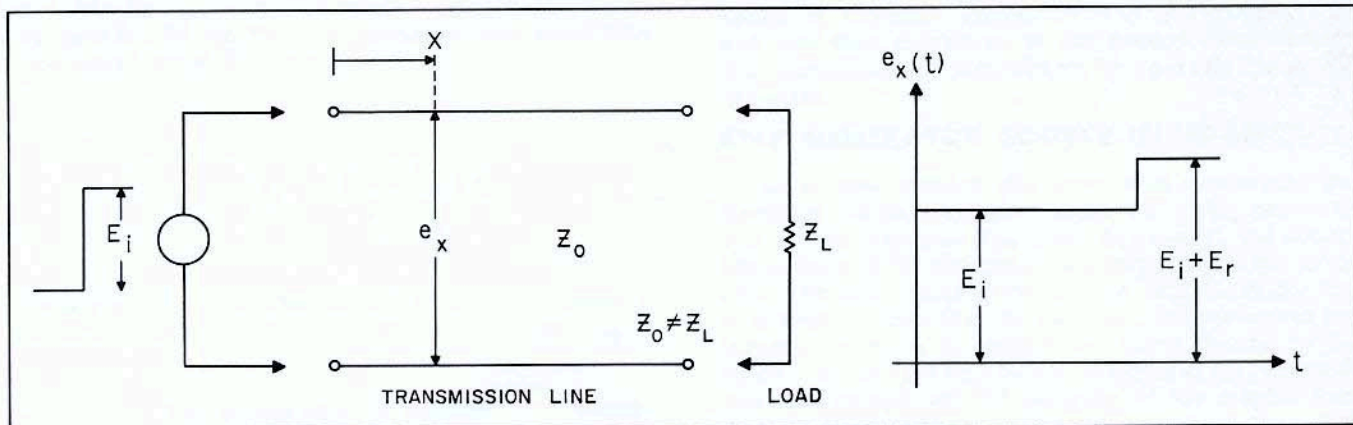 X
e_x(t)
E_i
e_x
Z_0
Z_L
E_i
E_i + E_r
Z_0 ≠ Z_L
t
TRANSMISSION LINE
LOAD